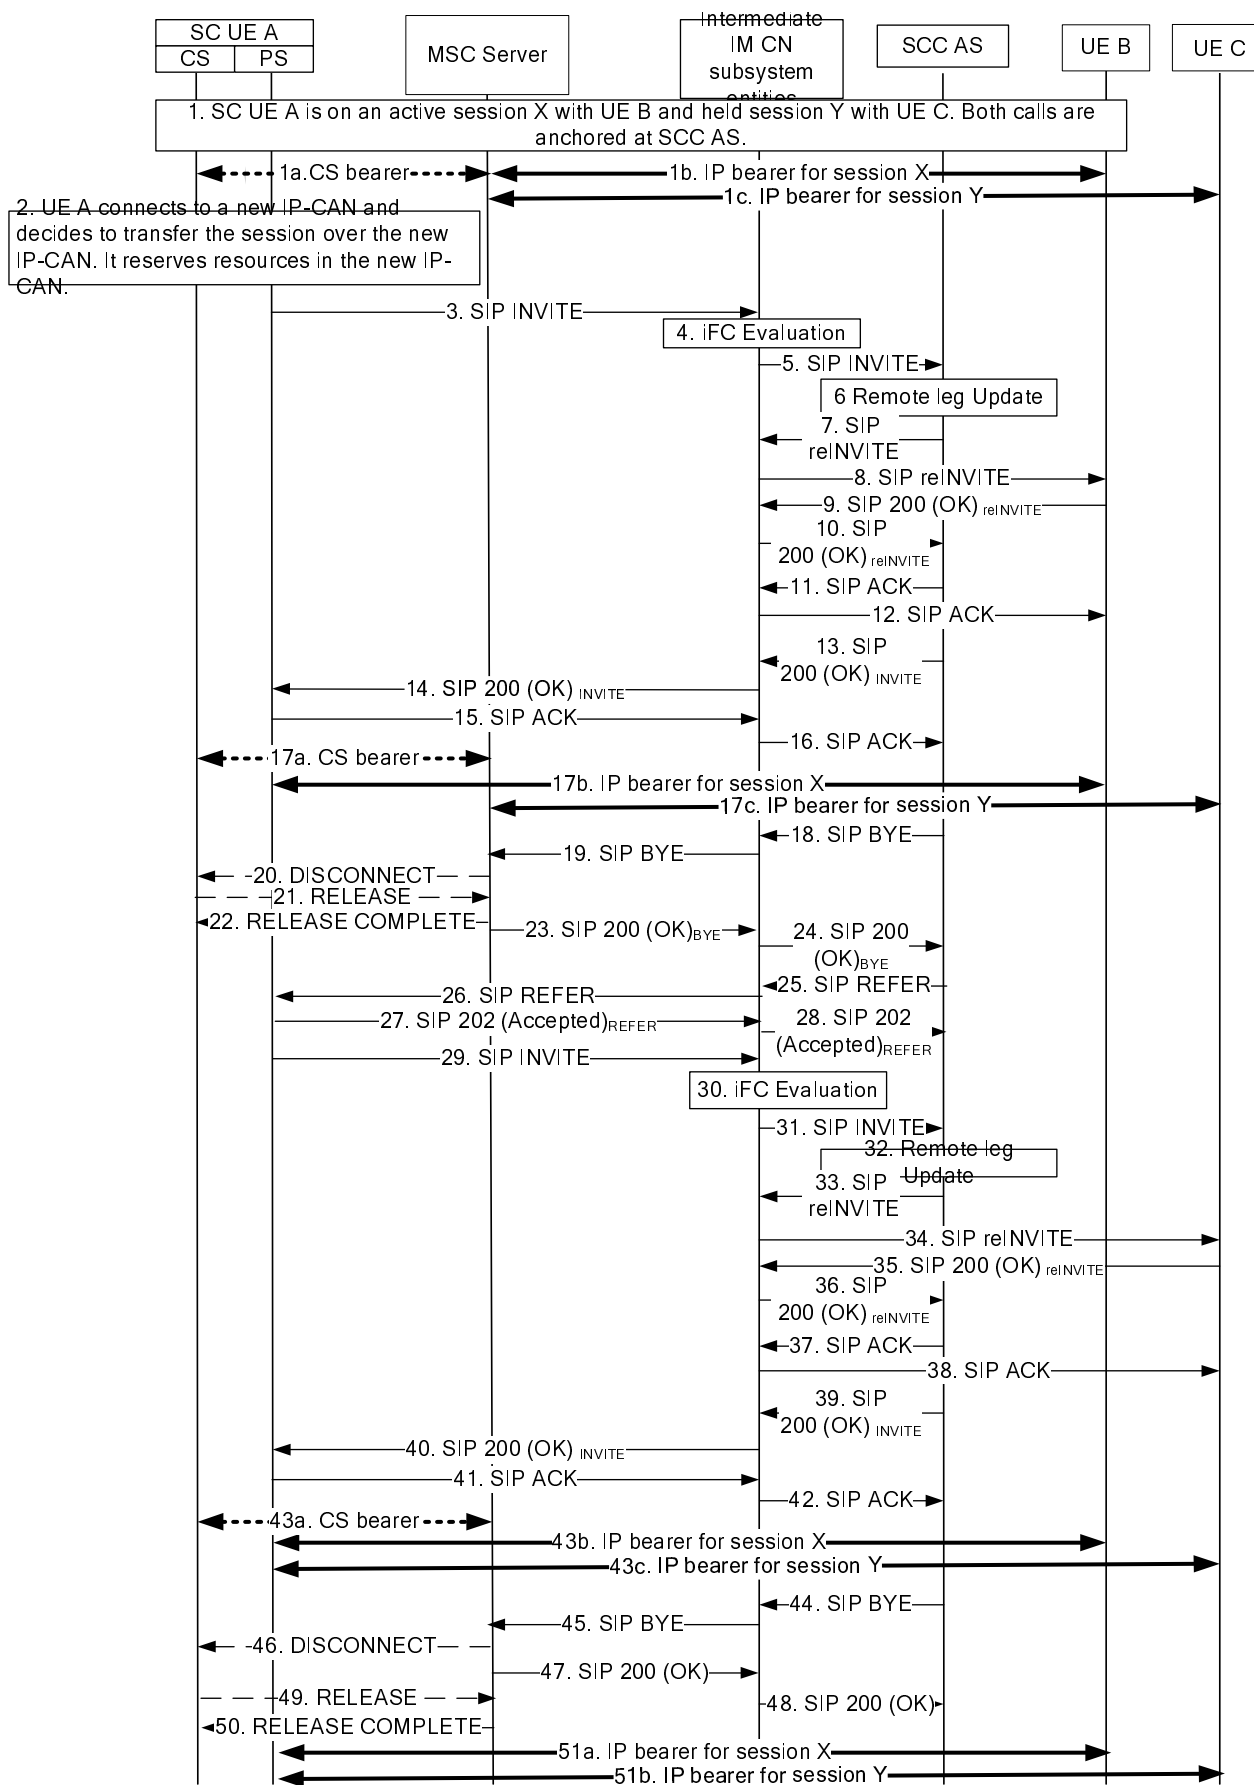 SC UE A
CS
PS
MSC Server
Intermediate
IM CN
subsystem
entities
SCC AS
UE B
UE C
1. SC UE A is on an active session X with UE B and held session Y with UE C. Both calls are
anchored at SCC AS.
1a.CS bearer
1b. IP bearer for session X
1c. IP bearer for session Y
2. UE A connects to a new IP-CAN and
decides to transfer the session over the new
IP-CAN. It reserves resources in the new IP-
CAN.
3. SIP INVITE
4. iFC Evaluation
5. SIP INVITE
6 Remote leg Update
7. SIP
reINVITE
8. SIP reINVITE
9. SIP 200 (OK) reINVITE
10. SIP
200 (OK) reINVITE
11. SIP ACK
12. SIP ACK
13. SIP
200 (OK) INVITE
14. SIP 200 (OK) INVITE
15. SIP ACK
16. SIP ACK
17a. CS bearer
17b. IP bearer for session X
17c. IP bearer for session Y
18. SIP BYE
19. SIP BYE
20. DISCONNECT
21. RELEASE
22. RELEASE COMPLETE
23. SIP 200 (OK)BYE
24. SIP 200
(OK)BYE
25. SIP REFER
26. SIP REFER
27. SIP 202 (Accepted)REFER
28. SIP 202
(Accepted)REFER
29. SIP INVITE
30. iFC Evaluation
31. SIP INVITE
32. Remote leg
Update
33. SIP
reINVITE
34. SIP reINVITE
35. SIP 200 (OK) reINVITE
36. SIP
200 (OK) reINVITE
37. SIP ACK
38. SIP ACK
39. SIP
200 (OK) INVITE
40. SIP 200 (OK) INVITE
41. SIP ACK
42. SIP ACK
43a. CS bearer
43b. IP bearer for session X
43c. IP bearer for session Y
44. SIP BYE
45. SIP BYE
46. DISCONNECT
47. SIP 200 (OK)
49. RELEASE
48. SIP 200 (OK)
50. RELEASE COMPLETE
51a. IP bearer for session X
51b. IP bearer for session Y